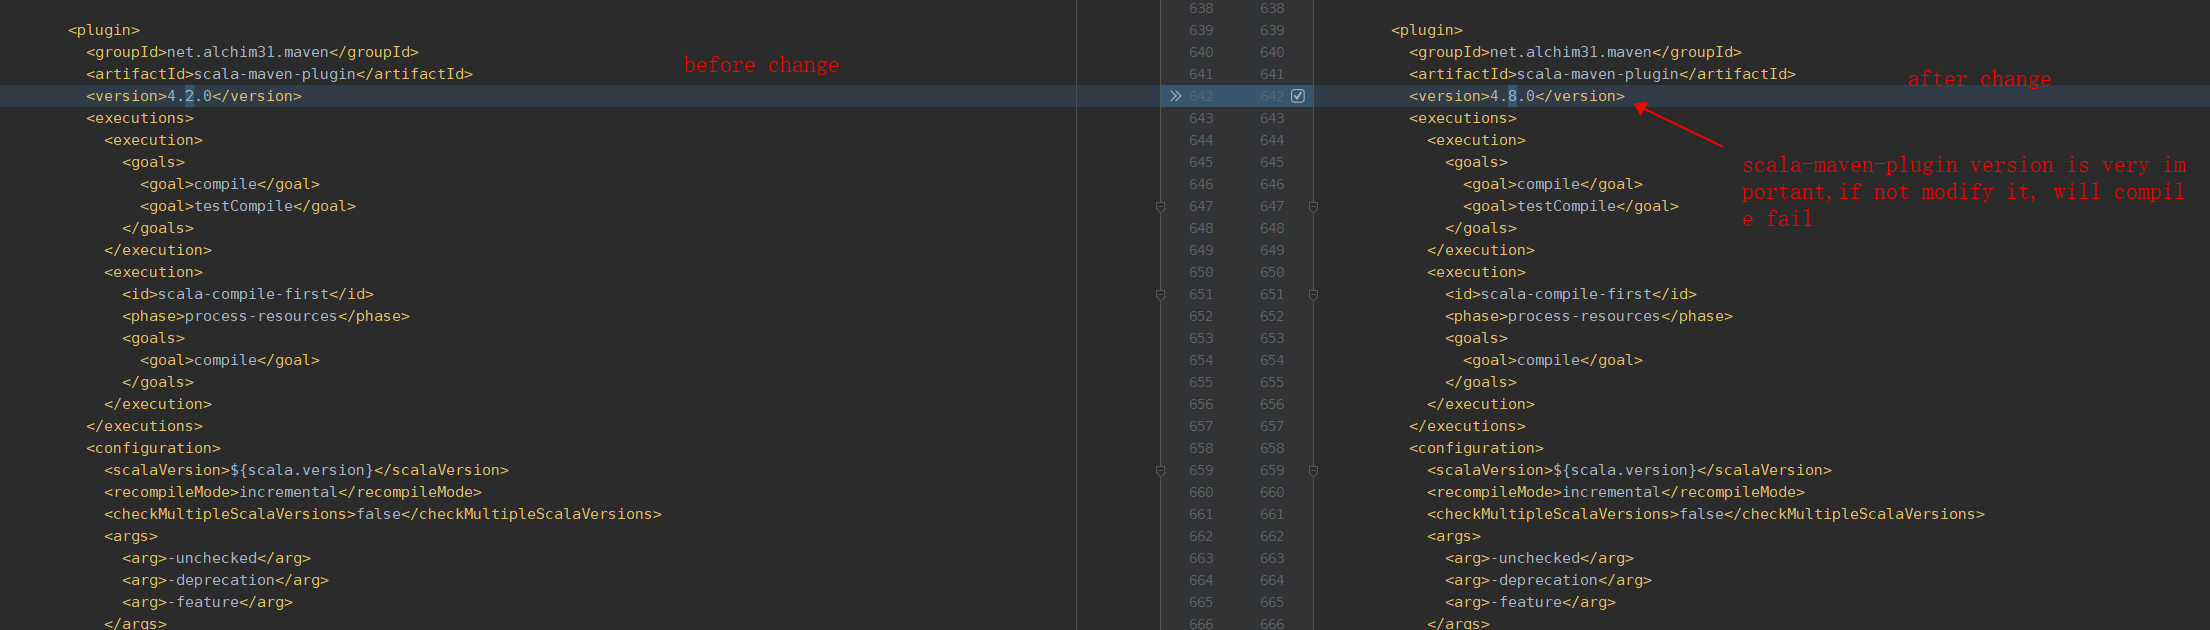 638 638
<plugin> 639 639 <plugin>
<groupId>net.alchim31.maven</groupId> 640 640 <groupId>net.alchim31.maven</groupId>
<artifactId>scala-maven-plugin</artifactId> before change 641 641 <artifactId>scala-maven-plugin</artifactId> after change
<version>4.2.0</version> 642 642 <version>4.8.0</version>
<executions> 643 643 <executions>
<execution> 644 644 <execution>
<goals> 645 645 <goals>
<goal>compile</goal> 646 646 <goal>compile</goal>
<goal>testCompile</goal> 647 647 <goal>testCompile</goal>
</goals> 648 648 </goals>
</execution> 649 649 </execution>
<execution> 650 650 <execution>
<id>scala-compile-first</id> 651 651 <id>scala-compile-first</id>
<phase>process-resources</phase> 652 652 <phase>process-resources</phase>
<goals> 653 653 <goals>
<goal>compile</goal> 654 654 <goal>compile</goal>
</goals> 655 655 </goals>
</execution> 656 656 </execution>
</executions> 657 657 </executions>
<configuration> 658 658 <configuration>
<scalaVersion>${scala.version}</scalaVersion> 659 659 <scalaVersion>${scala.version}</scalaVersion>
<recompileMode>incremental</recompileMode> 660 660 <recompileMode>incremental</recompileMode>
<checkMultipleScalaVersions>false</checkMultipleScalaVersions> 661 661 <checkMultipleScalaVersions>false</checkMultipleScalaVersions>
<args> 662 662 <args>
<arg>-unchecked</arg> 663 663 <arg>-unchecked</arg>
<arg>-deprecation</arg> 664 664 <arg>-deprecation</arg>
<arg>-feature</arg> 665 665 <arg>-feature</arg>
</args> 666 666 </args>
scala-maven-plugin version is very im
portant,if not modify it, will compil
e fail